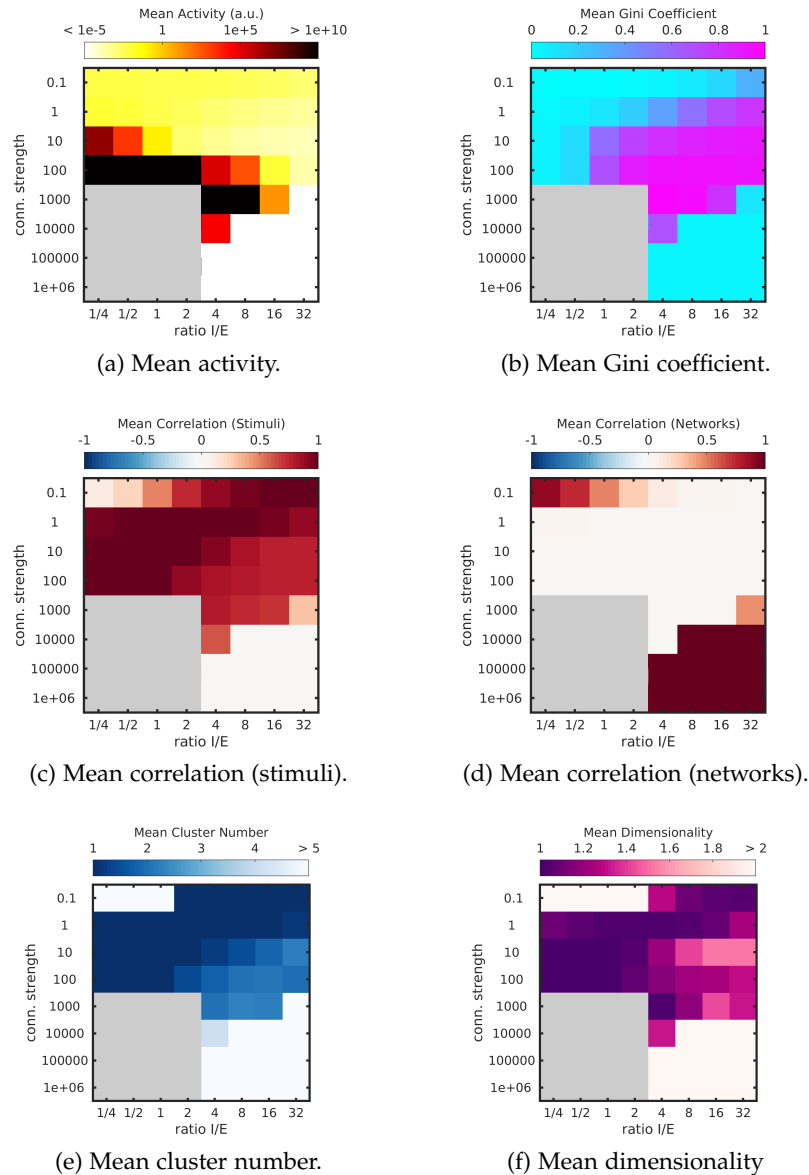 Mean Activity (a.u.)
< 1e-5 1 1e+5 > 1e+10
conn. strength
0.1
1
10
100
1000
10000
100000
1e+06
1/4 1/2 1 2 4 8 16 32
ratio I/E
(a) Mean activity.
Mean Gini Coefficient
0 0.2 0.4 0.6 0.8 1
conn. strength
0.1
1
10
100
1000
10000
100000
1e+06
1/4 1/2 1 2 4 8 16 32
ratio I/E
(b) Mean Gini coefficient.
Mean Correlation (Stimuli)
-1 -0.5 0 0.5 1
conn. strength
0.1
1
10
100
1000
10000
100000
1e+06
1/4 1/2 1 2 4 8 16 32
ratio I/E
(c) Mean correlation (stimuli).
Mean Correlation (Networks)
-1 -0.5 0 0.5 1
conn. strength
0.1
1
10
100
1000
10000
100000
1e+06
1/4 1/2 1 2 4 8 16 32
ratio I/E
(d) Mean correlation (networks).
Mean Cluster Number
1 2 3 4 > 5
conn. strength
0.1
1
10
100
1000
10000
100000
1e+06
1/4 1/2 1 2 4 8 16 32
ratio I/E
(e) Mean cluster number.
Mean Dimensionality
1 1.2 1.4 1.6 1.8 > 2
conn. strength
0.1
1
10
100
1000
10000
100000
1e+06
1/4 1/2 1 2 4 8 16 32
ratio I/E
(f) Mean dimensionality